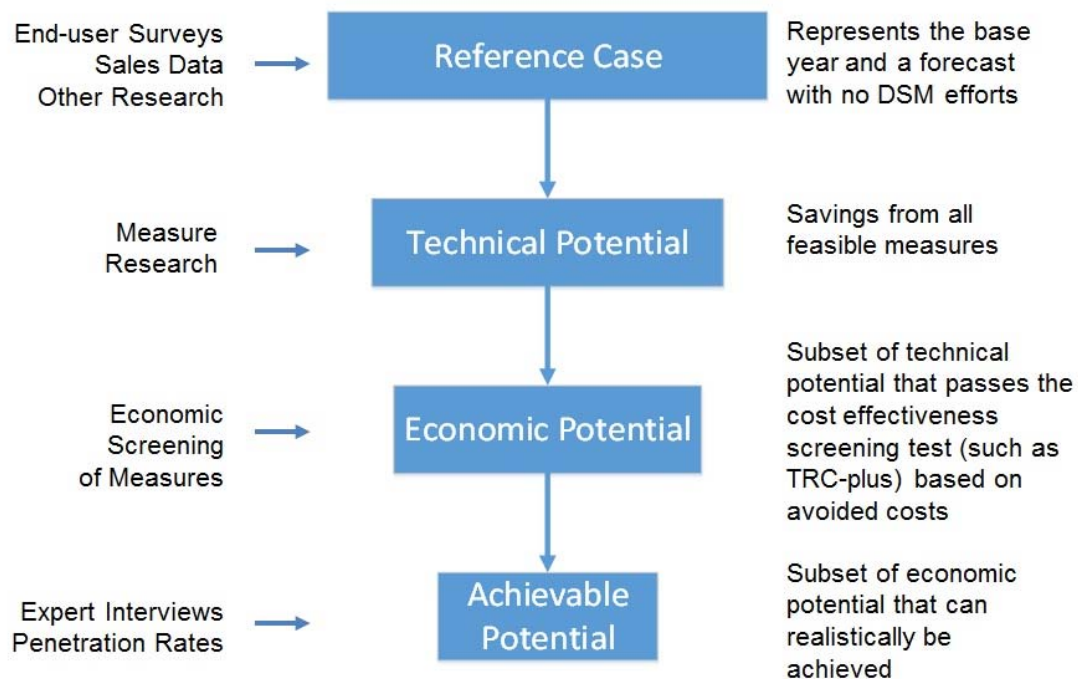 End-user Surveys
Sales Data
Other Research
Reference Case
Represents the base
year and a forecast
with no DSM efforts
Measure
Research
Technical Potential
Savings from all
feasible measures
Economic
Screening
of Measures
Economic Potential
Subset of technical
potential that passes the
cost effectiveness
screening test (such as
TRC-plus) based on
avoided costs
Expert Interviews
Penetration Rates
Achievable
Potential
Subset of economic
potential that can
realistically be
achieved